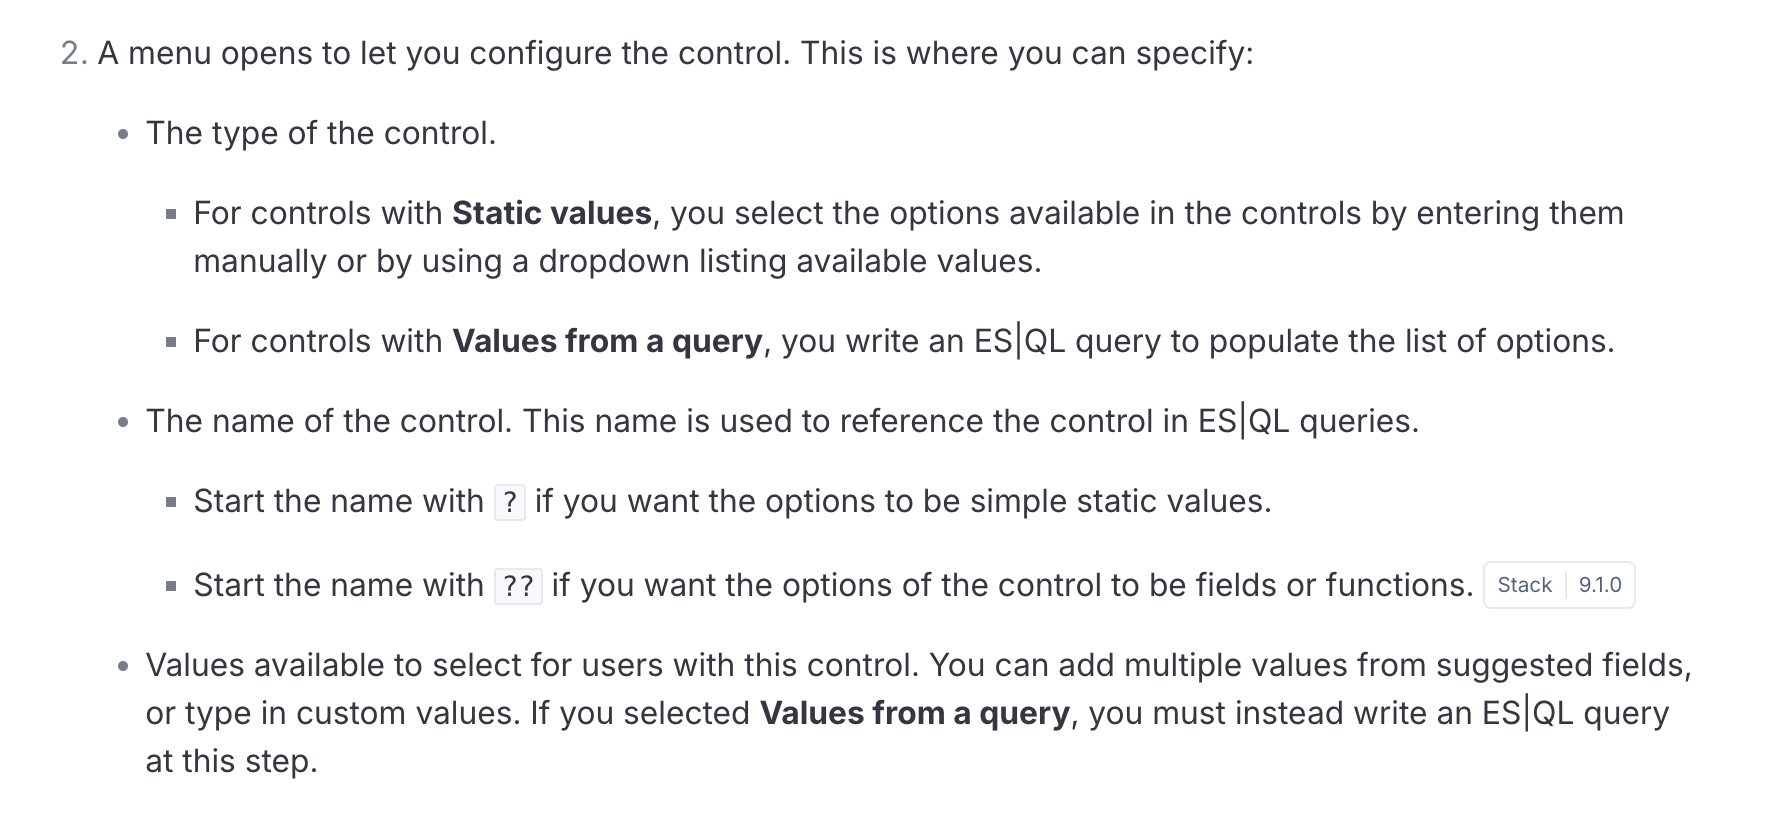 2. A menu opens to let you configure the control. This is where you can specify:
• The type of the control.
▪ For controls with Static values, you select the options available in the controls by entering them
manually or by using a dropdown listing available values.
▪ For controls with Values from a query, you write an ES|QL query to populate the list of options.
• The name of the control. This name is used to reference the control in ES|QL queries.
▪ Start the name with ? if you want the options to be simple static values.
▪ Start the name with ?? if you want the options of the control to be fields or functions. Stack 9.1.0
• Values available to select for users with this control. You can add multiple values from suggested fields,
or type in custom values. If you selected Values from a query, you must instead write an ES|QL query
at this step.